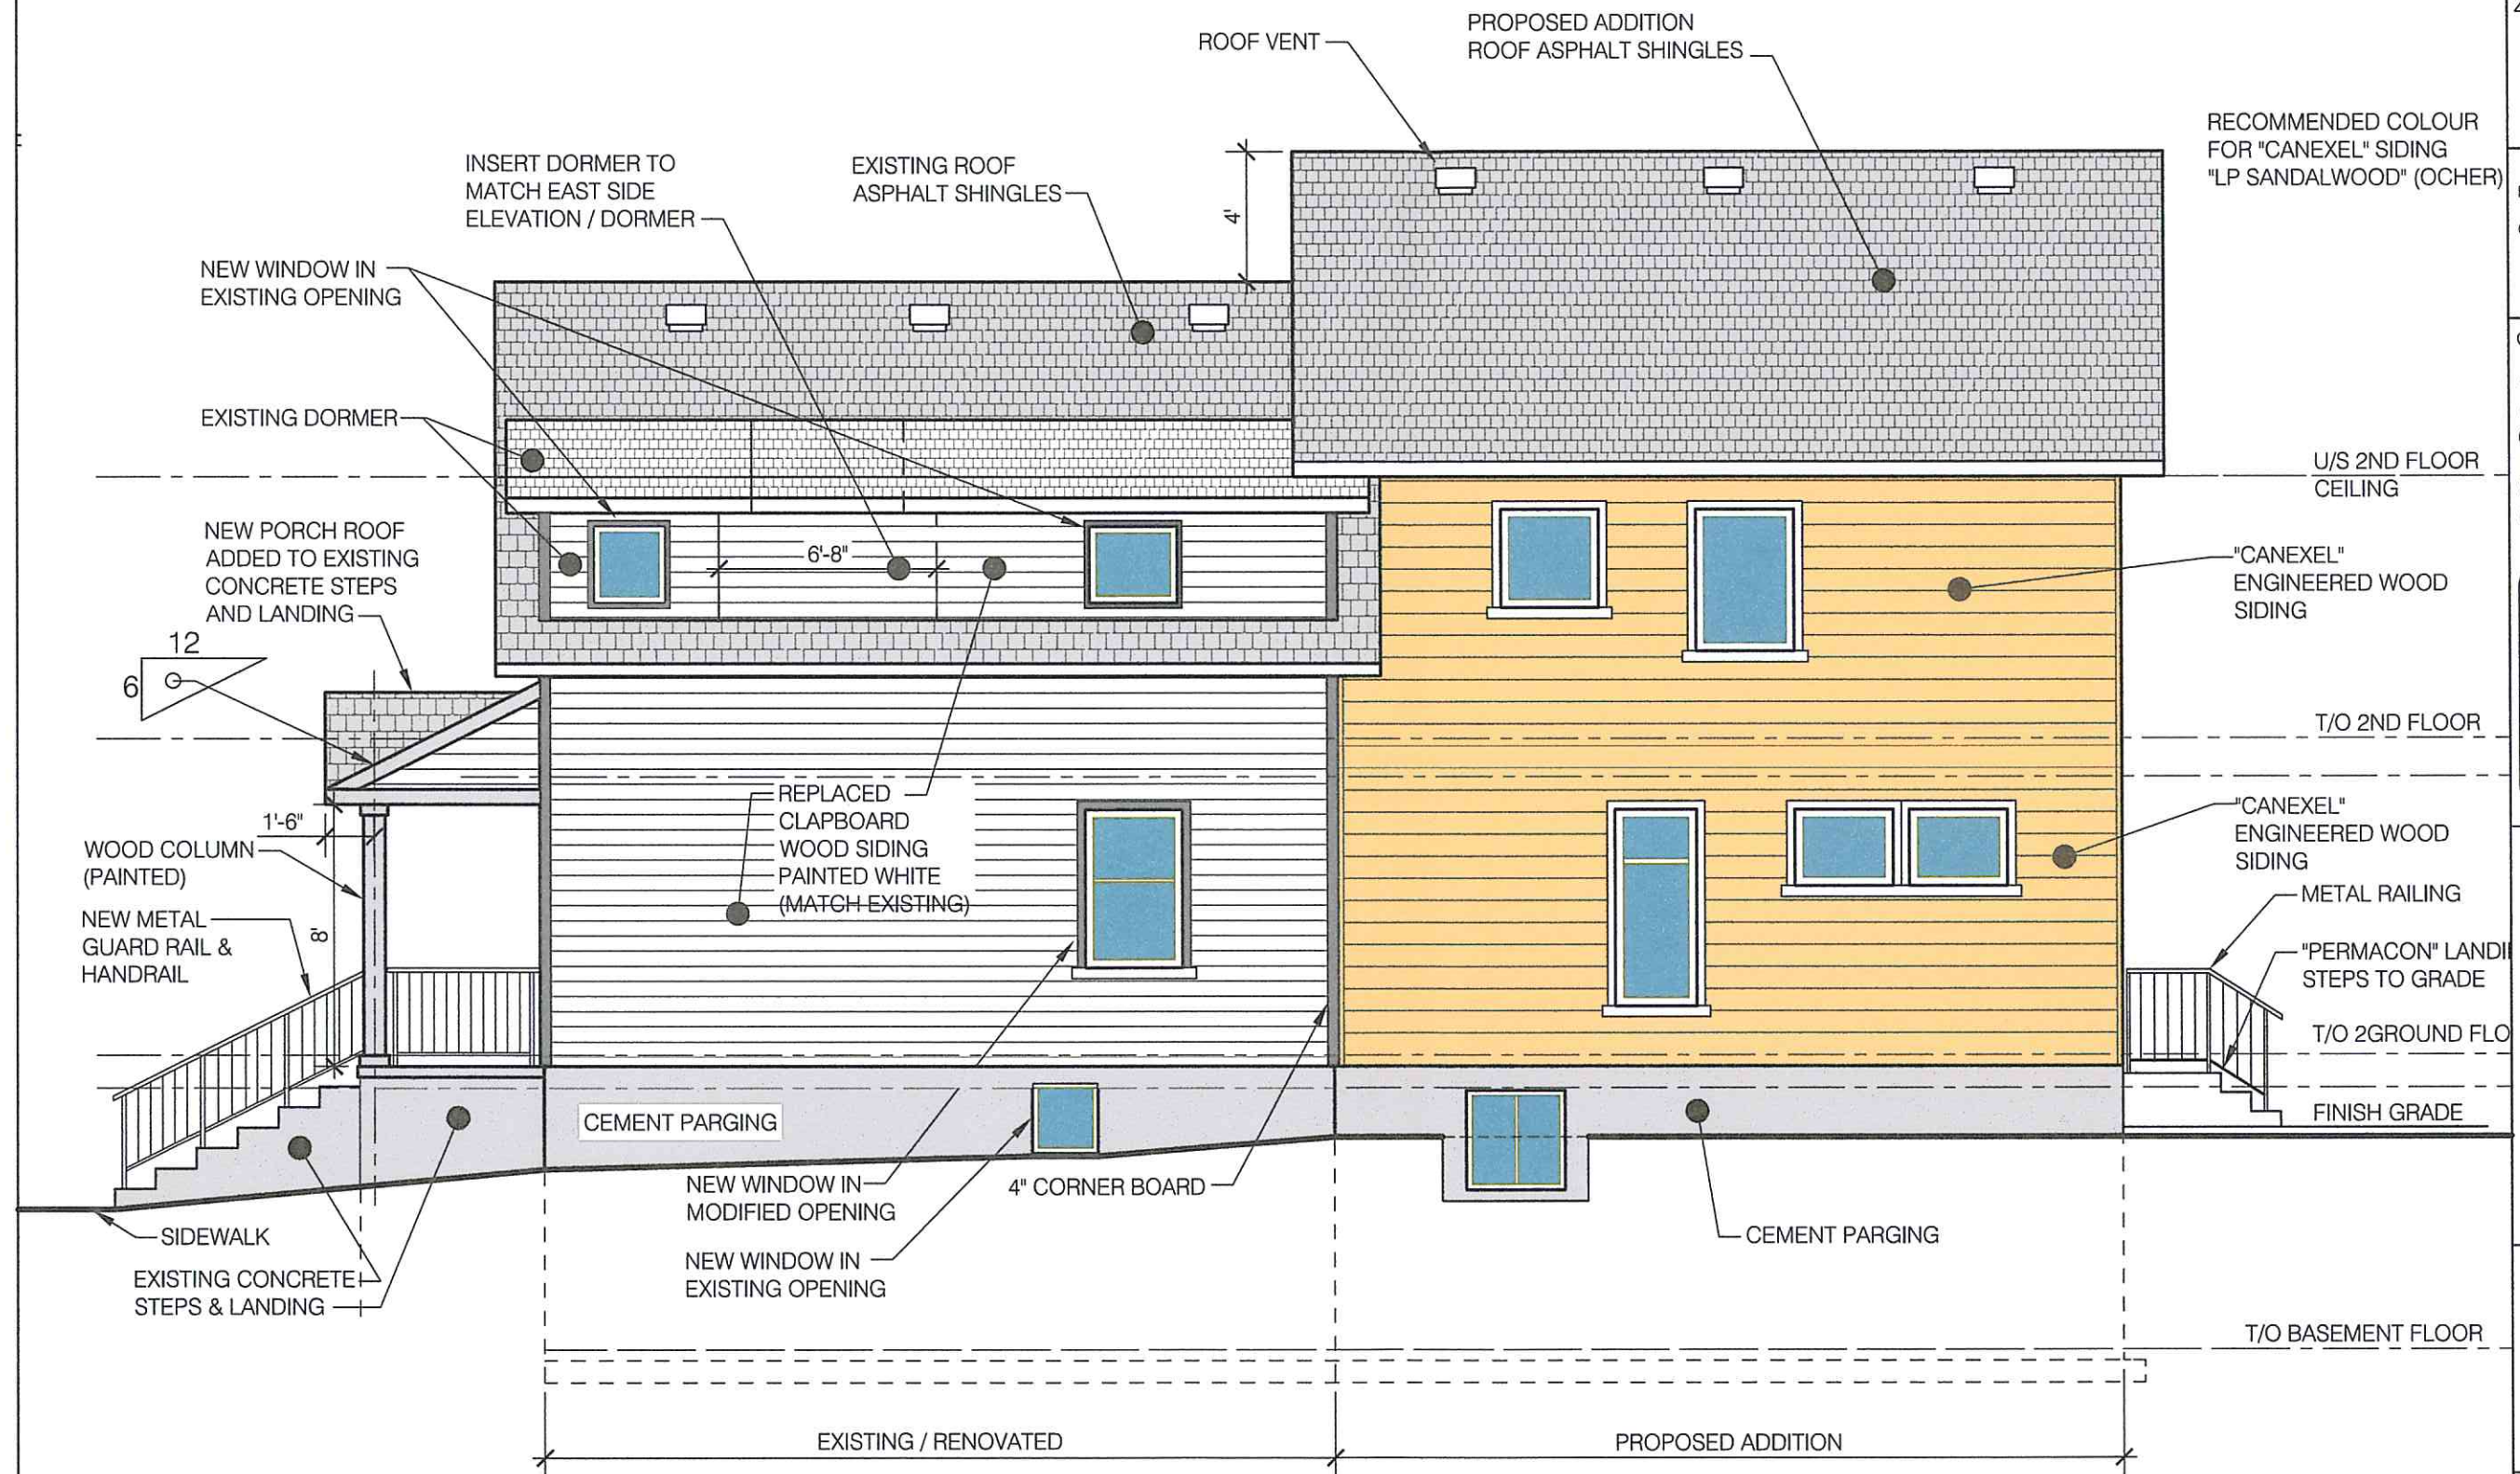 ROOF VENT
PROPOSED ADDITION
ROOF ASPHALT SHINGLES
RECOMMENDED COLOUR
FOR "CANEXEL" SIDING
"LP SANDALWOOD" (OCHER)
INSERT DORMER TO
MATCH EAST SIDE
ELEVATION / DORMER
EXISTING ROOF
ASPHALT SHINGLES
4'
NEW WINDOW IN
EXISTING OPENING
EXISTING DORMER
U/S 2ND FLOOR
CEILING
NEW PORCH ROOF
ADDED TO EXISTING
CONCRETE STEPS
AND LANDING
6'-8"
"CANEXEL"
ENGINEERED WOOD
SIDING
12
6
T/O 2ND FLOOR
REPLACED
CLAPBOARD
WOOD SIDING
PAINTED WHITE
(MATCH EXISTING)
1'-6"
WOOD COLUMN
(PAINTED)
"CANEXEL"
ENGINEERED WOOD
SIDING
METAL RAILING
NEW METAL
GUARD RAIL &
HANDRAIL
8'
"PERMACON" LANDI
STEPS TO GRADE
T/O 2GROUND FLO
CEMENT PARGING
FINISH GRADE
NEW WINDOW IN
MODIFIED OPENING
4" CORNER BOARD
SIDEWALK
CEMENT PARGING
NEW WINDOW IN
EXISTING OPENING
EXISTING CONCRETE
STEPS & LANDING
T/O BASEMENT FLOOR
EXISTING / RENOVATED
PROPOSED ADDITION